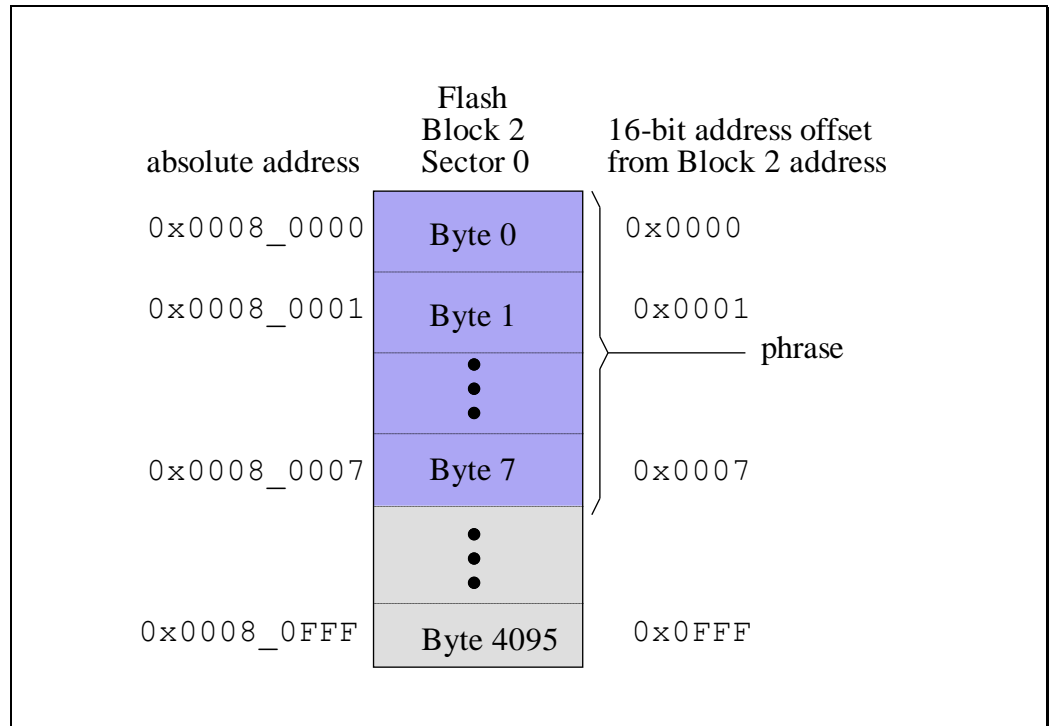 Flash
Block 2
Sector 0
absolute address
16-bit address offset
from Block 2 address
0x0008_0000
Byte 0
0x0000
0x0008_0001
Byte 1
0x0001
phrase
0x0008_0007
Byte 7
0x0007
0x0008_0FFF
Byte 4095
0x0FFF